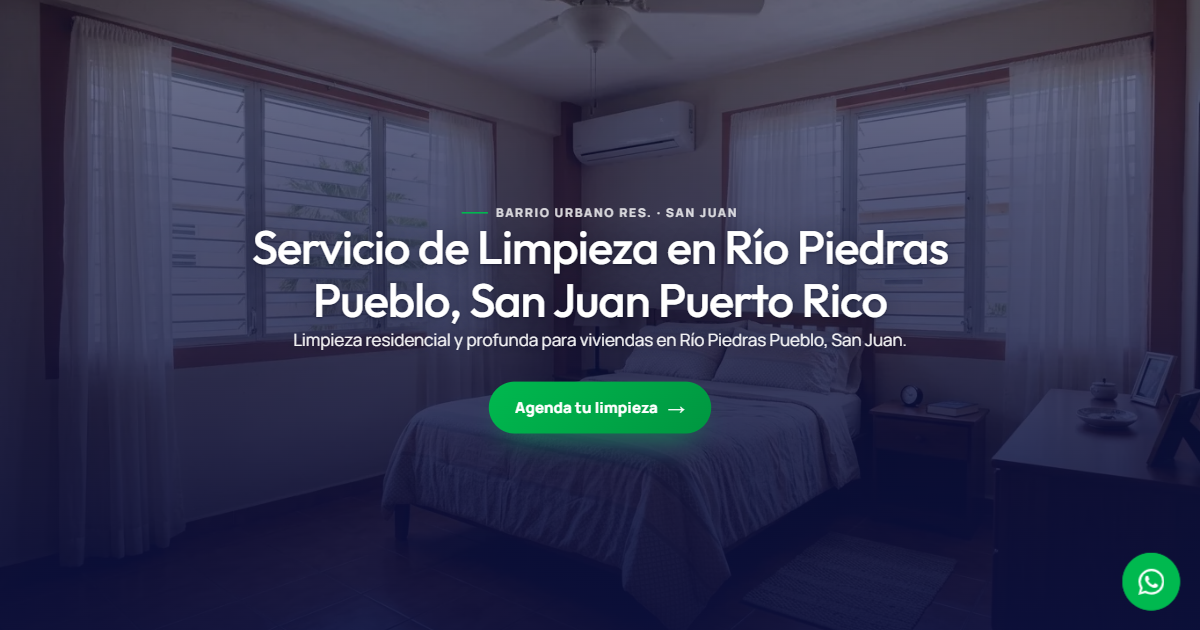 BARRIO URBANO RES. · SAN JUAN
Servicio de Limpieza en Río Piedras
Pueblo, San Juan Puerto Rico
Limpieza residencial y profunda para viviendas en Río Piedras Pueblo, San Juan.
Agenda tu limpieza →